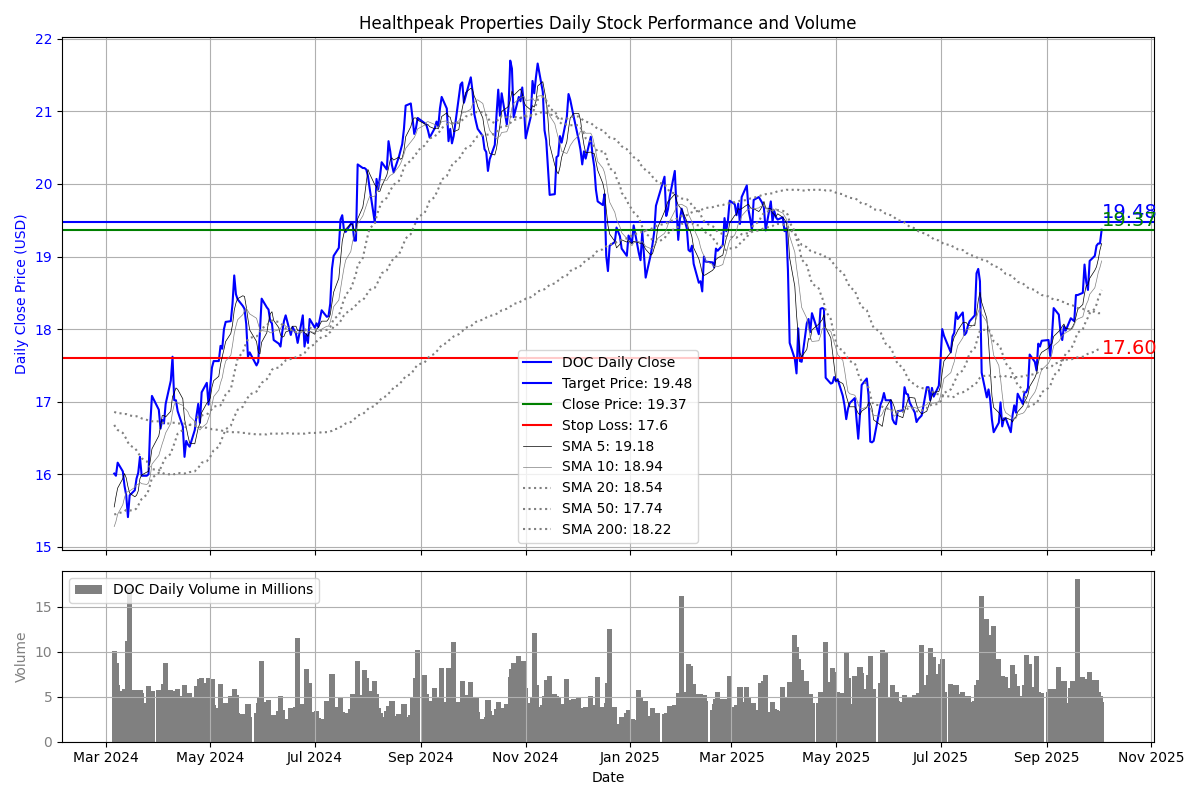 Healthpeak Properties Daily Stock Performance and Volume
Daily Close Price (USD)
22
21
20
19
18
17
16
15
19.48
19.37
17.60
DOC Daily Close
Target Price: 19.48
Close Price: 19.37
Stop Loss: 17.6
SMA 5: 19.18
SMA 10: 18.94
SMA 20: 18.54
SMA 50: 17.74
SMA 200: 18.22
Volume
15
10
5
0
DOC Daily Volume in Millions
Mar 2024 May 2024 Jul 2024 Sep 2024 Nov 2024 Jan 2025 Mar 2025 May 2025 Jul 2025 Sep 2025 Nov 2025
Date